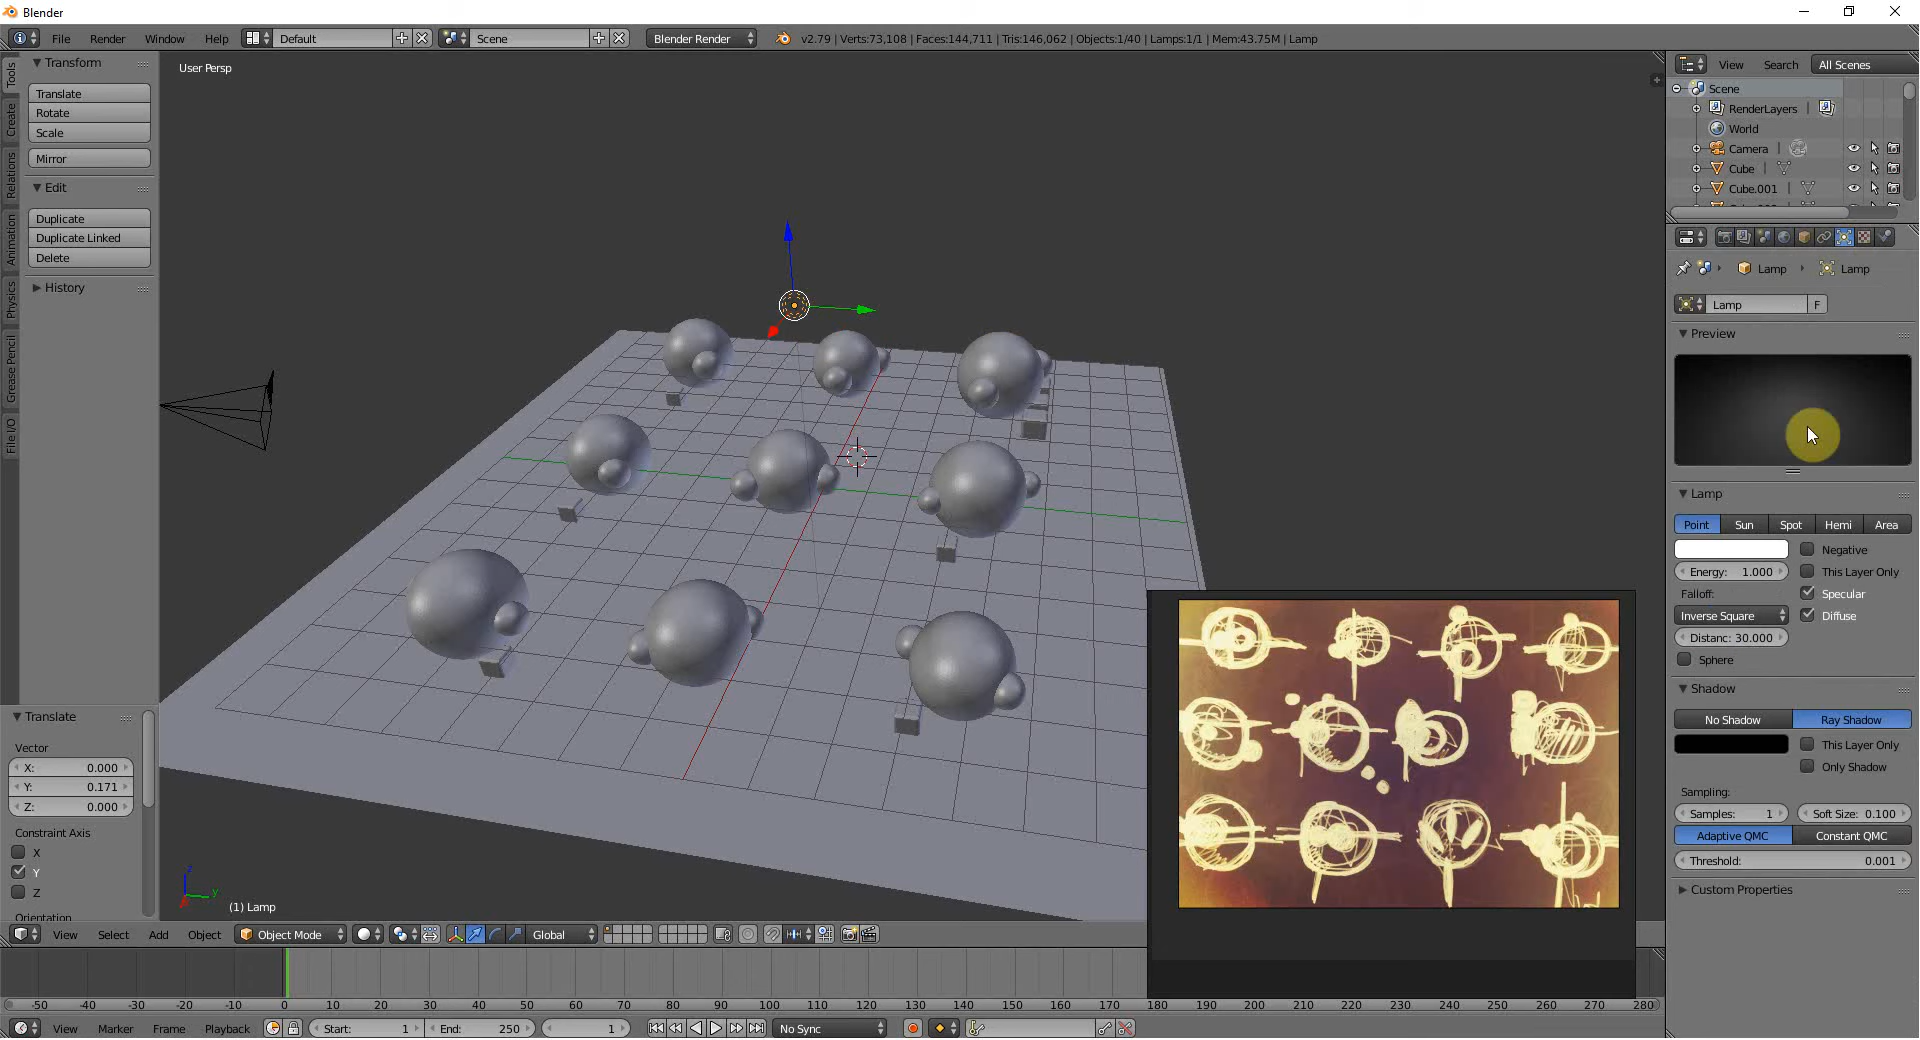 Blender
File Render Window Help Default Scene Blender Render v2.79 | Verts:73,108 | Faces:144,711 | Tris:146,062 | Objects:1/40 | Lamps:1/1 | Mem:43.75M | Lamp
Tools
Create
Relations
Animation
Physics
Grease Pencil
File I/O
Transform
Translate
Rotate
Scale
Mirror
Edit
Duplicate
Duplicate Linked
Delete
History
Translate
Vector
X: 0.000
Y: 0.171
Z: 0.000
Constraint Axis
X
Y
Z
Orientation
User Persp
z
y
(1) Lamp
View Select Add Object Object Mode Global
-50 -40 -30 -20 -10 0 10 20 30 40 50 60 70 80 90 100 110 120 130 140 150 160 170 180 190 200 210 220 230 240 250 260 270 280
View Marker Frame Playback Start: 1 End: 250 1 No Sync
View Search All Scenes
Scene
RenderLayers
World
Camera
Cube
Cube.001
Lamp Lamp
Lamp F
Preview
Lamp
Point Sun Spot Hemi Area
Negative
Energy: 1.000 This Layer Only
Falloff: Specular
Inverse Square Diffuse
Distanc: 30.000
Sphere
Shadow
No Shadow Ray Shadow
This Layer Only
Only Shadow
Sampling:
Samples: 1 Soft Size: 0.100
Adaptive QMC Constant QMC
Threshold: 0.001
Custom Properties